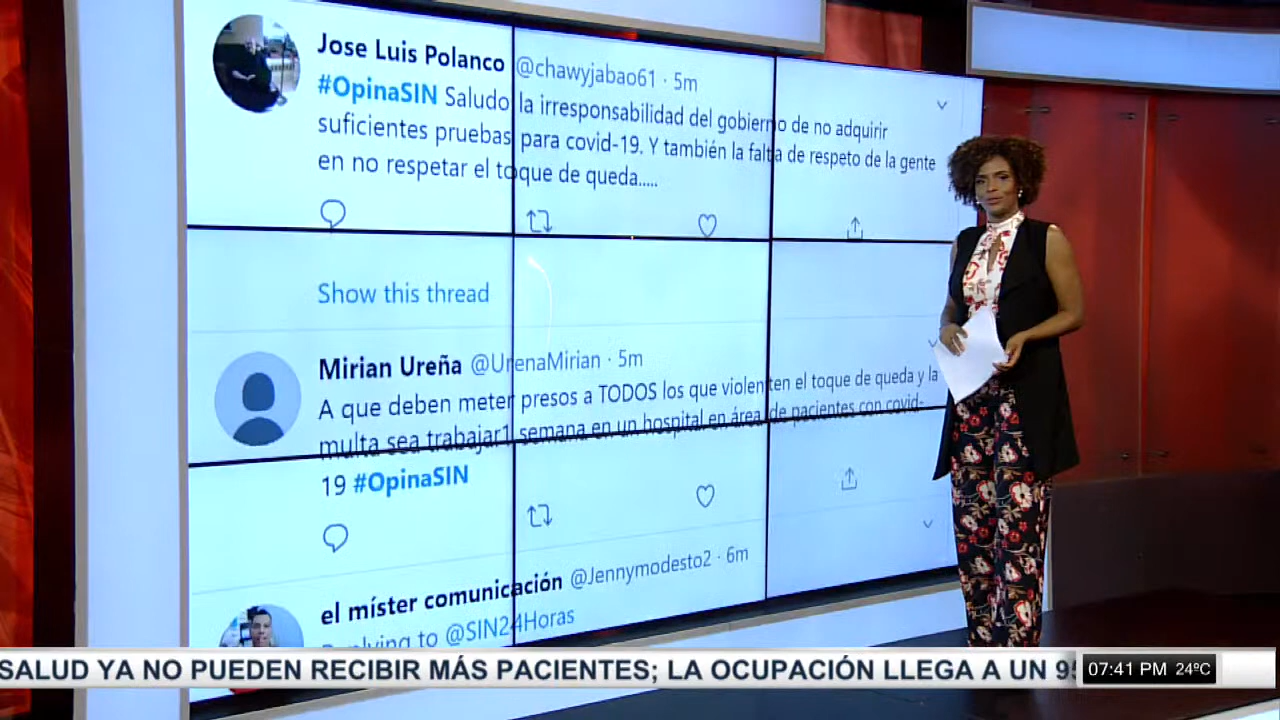 Jose Luis Polanco @chawyjabao61 · 5m
#OpinaSIN Saludo la irresponsabilidad del gobierno de no adquirir
suficientes pruebas para covid-19. Y también la falta de respeto de la gente
en no respetar el toque de queda.....
Show this thread
Mirian Ureña @UrenaMirian · 5m
A que deben meter presos a TODOS los que violenten el toque de queda y la
multa sea trabajar1 semana en un hospital en área de pacientes con covid-
19 #OpinaSIN
el míster comunicación @Jennymodesto2 · 6m
Replying to @SIN24Horas
SALUD YA NO PUEDEN RECIBIR MÁS PACIENTES; LA OCUPACIÓN LLEGA A UN 95
07:41 PM 24ºC